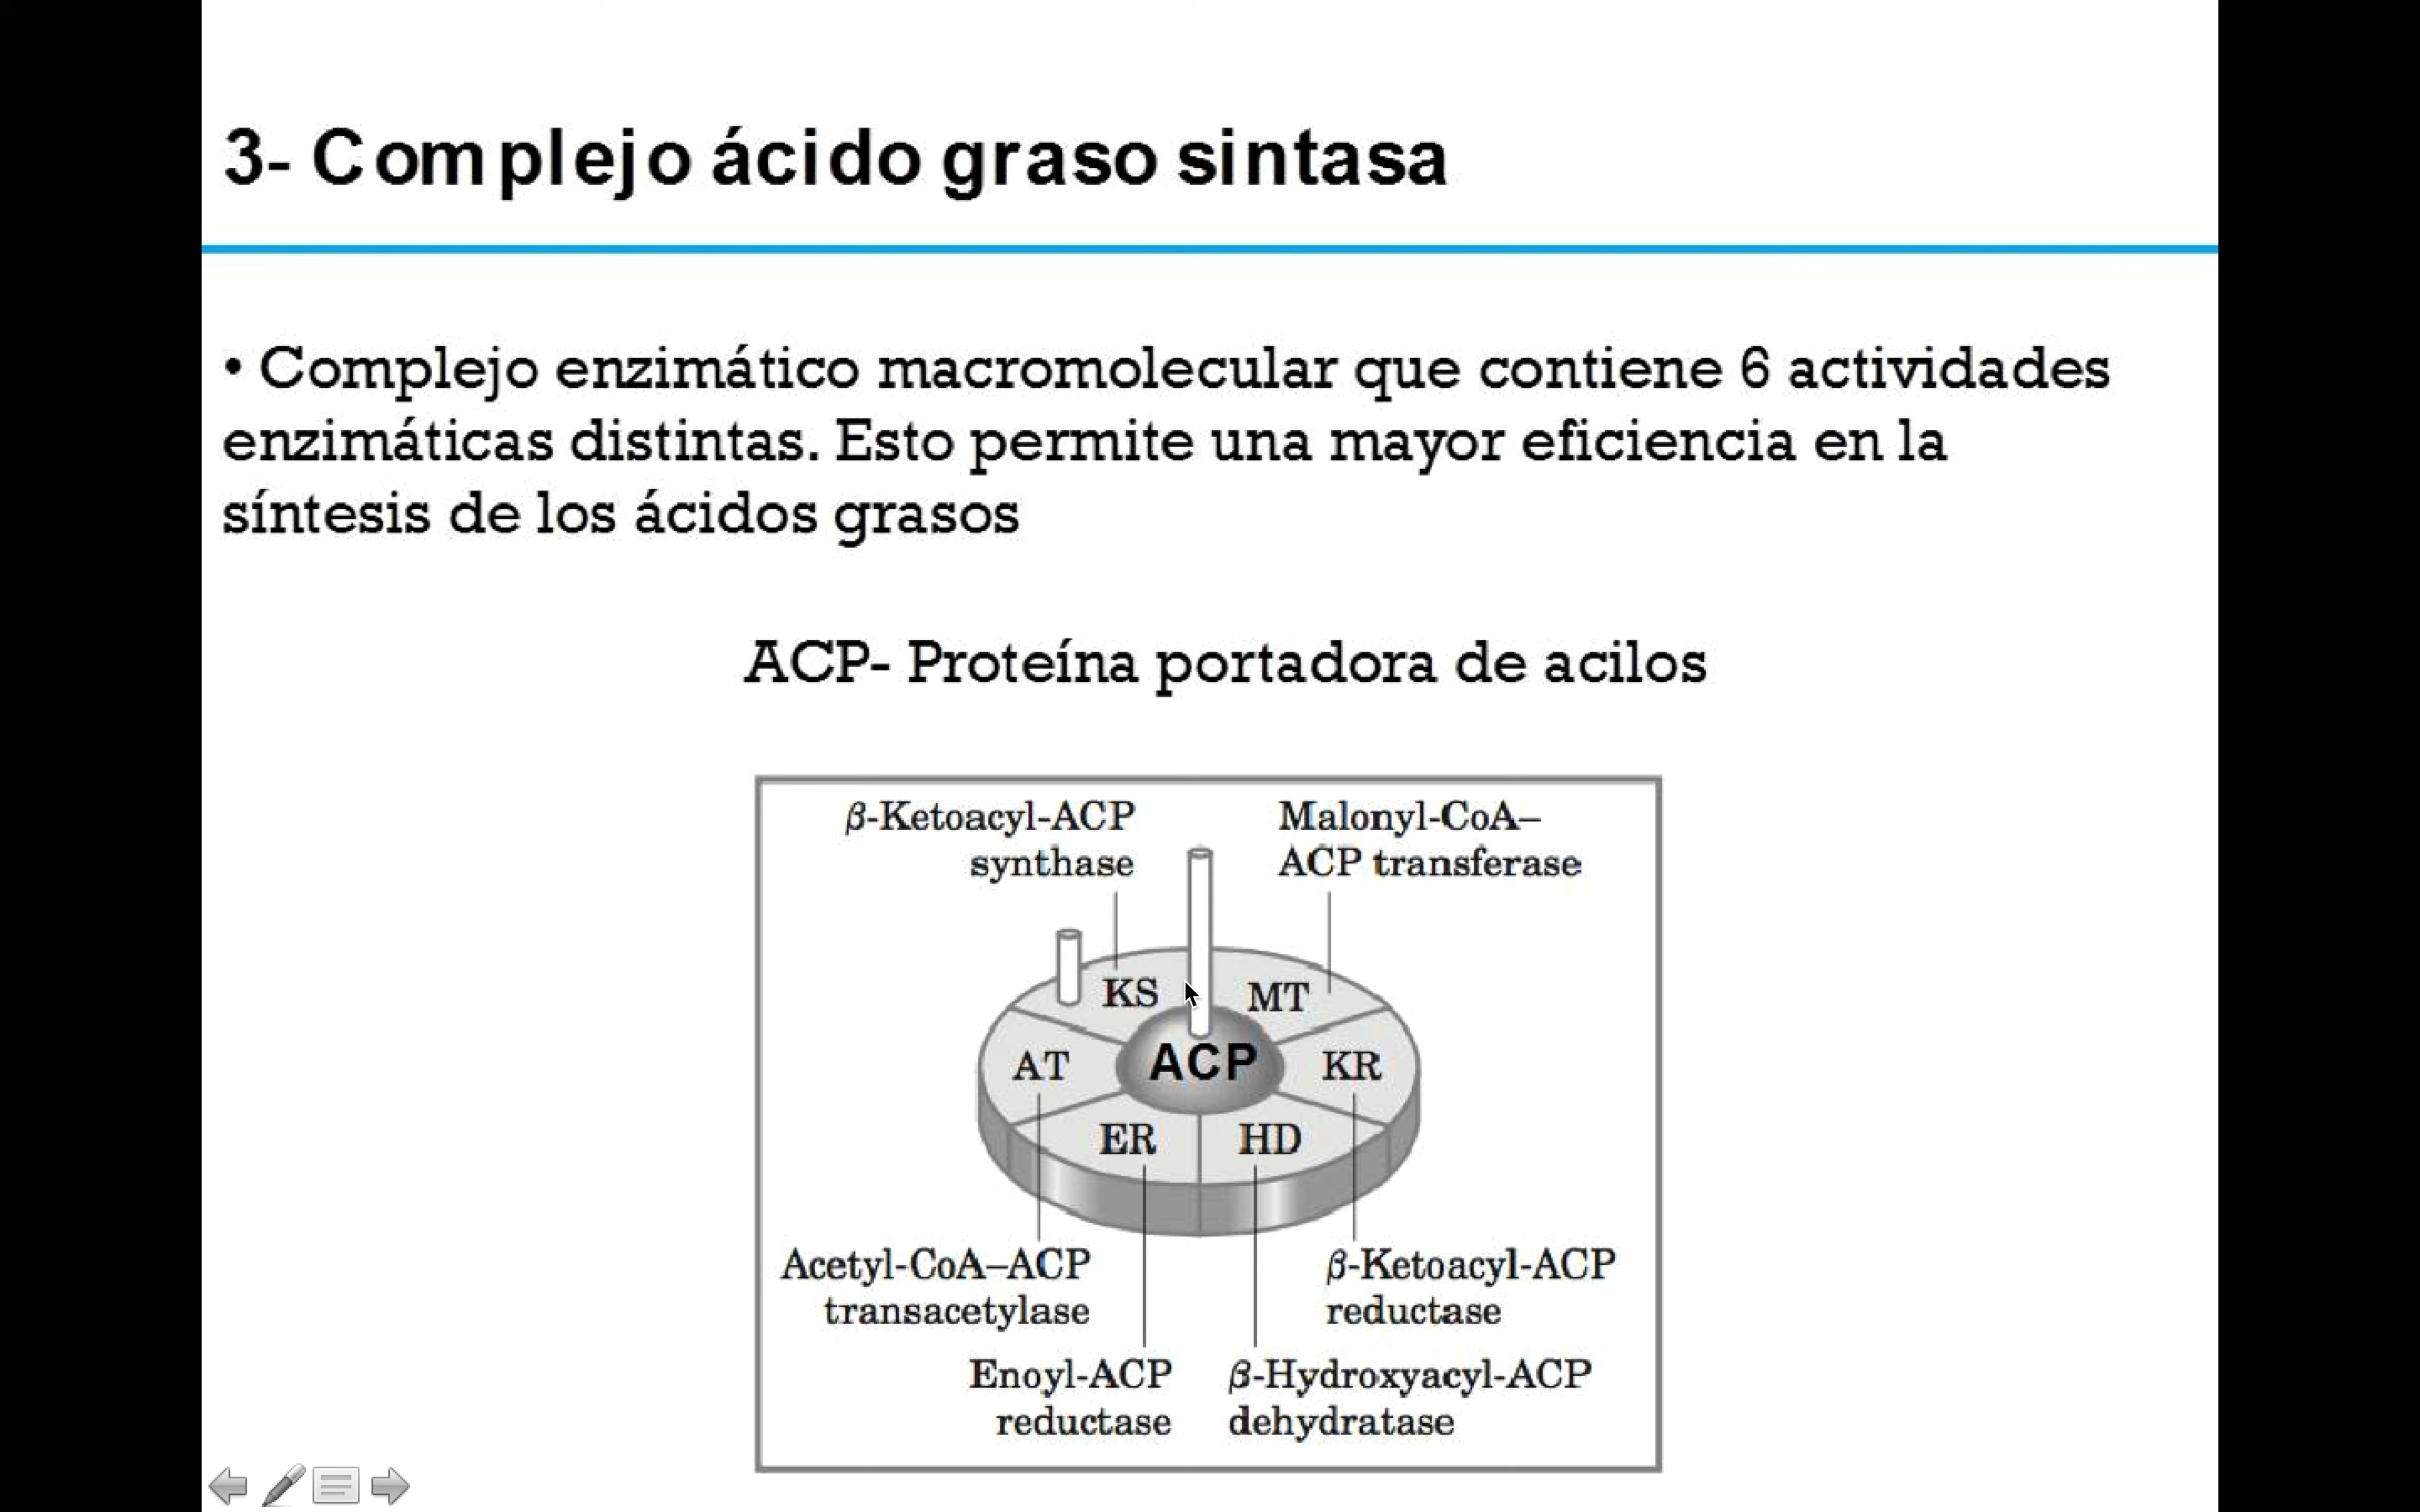 3- Complejo ácido graso sintasa
• Complejo enzimático macromolecular que contiene 6 actividades
enzimáticas distintas. Esto permite una mayor eficiencia en la
síntesis de los ácidos grasos
ACP- Proteína portadora de acilos
β-Ketoacyl-ACP
synthase
Malonyl-CoA–
ACP transferase
KS
MT
AT
ACP
KR
ER
HD
Acetyl-CoA–ACP
transacetylase
β-Ketoacyl-ACP
reductase
Enoyl-ACP
reductase
β-Hydroxyacyl-ACP
dehydratase